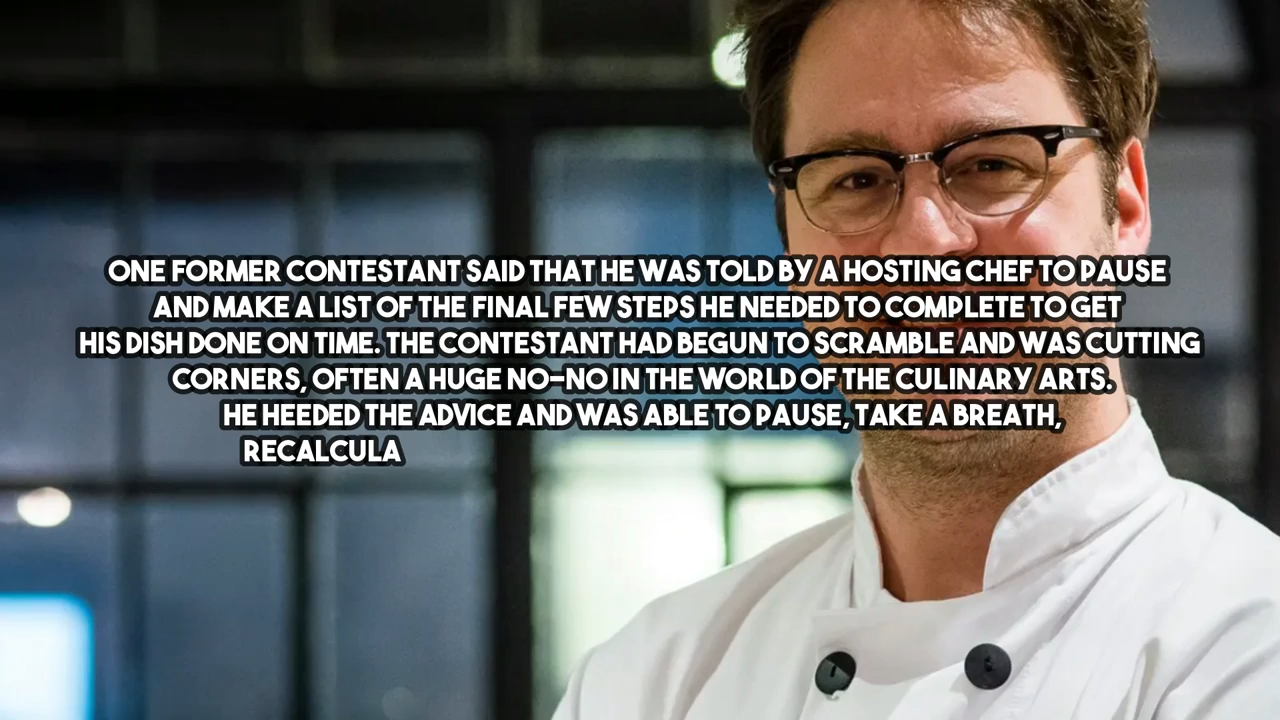 ONE FORMER CONTESTANT SAID THAT HE WAS TOLD BY A HOSTING CHEF TO PAUSE
AND MAKE A LIST OF THE FINAL FEW STEPS HE NEEDED TO COMPLETE TO GET
HIS DISH DONE ON TIME. THE CONTESTANT HAD BEGUN TO SCRAMBLE AND WAS CUTTING
CORNERS, OFTEN A HUGE NO-NO IN THE WORLD OF THE CULINARY ARTS.
HE HEEDED THE ADVICE AND WAS ABLE TO PAUSE, TAKE A BREATH,
RECALCULA